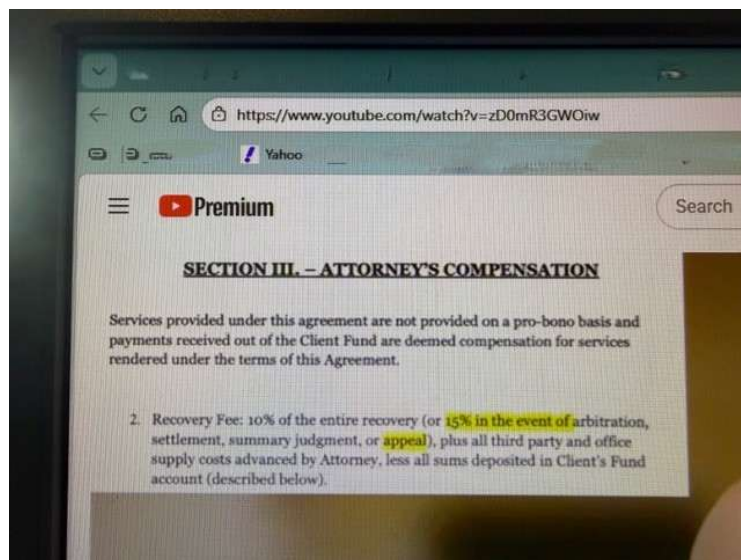 https://www.youtube.com/watch?v=zD0mR3GWOiw
Yahoo
Premium
Search
SECTION III. – ATTORNEY'S COMPENSATION
Services provided under this agreement are not provided on a pro-bono basis and
payments received out of the Client Fund are deemed compensation for services
rendered under the terms of this Agreement.
2. Recovery Fee: 10% of the entire recovery (or 15% in the event of arbitration,
settlement, summary judgment, or appeal), plus all third party and office
supply costs advanced by Attorney, less all sums deposited in Client's Fund
account (described below).